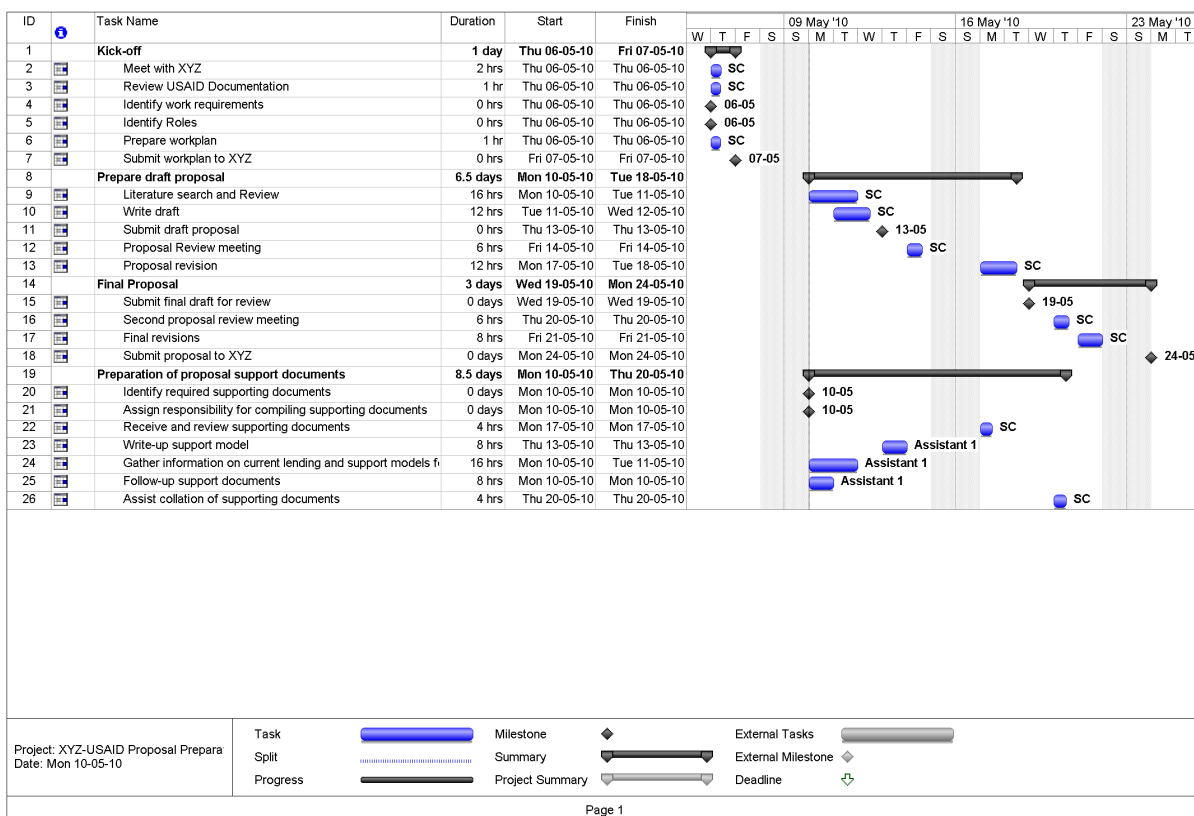 ID Task Name Duration Start Finish 09 May '10 16 May '10 23 May '10
W T F S S M T W T F S S M T W T F S S M T
1 Kick-off 1 day Thu 06-05-10 Fri 07-05-10
2 Meet with XYZ 2 hrs Thu 06-05-10 Thu 06-05-10 SC
3 Review USAID Documentation 1 hr Thu 06-05-10 Thu 06-05-10 SC
4 Identify work requirements 0 hrs Thu 06-05-10 Thu 06-05-10 06-05
5 Identify Roles 0 hrs Thu 06-05-10 Thu 06-05-10 06-05
6 Prepare workplan 1 hr Thu 06-05-10 Thu 06-05-10 SC
7 Submit workplan to XYZ 0 hrs Fri 07-05-10 Fri 07-05-10 07-05
8 Prepare draft proposal 6.5 days Mon 10-05-10 Tue 18-05-10
9 Literature search and Review 16 hrs Mon 10-05-10 Tue 11-05-10 SC
10 Write draft 12 hrs Tue 11-05-10 Wed 12-05-10 SC
11 Submit draft proposal 0 hrs Thu 13-05-10 Thu 13-05-10 13-05
12 Proposal Review meeting 6 hrs Fri 14-05-10 Fri 14-05-10 SC
13 Proposal revision 12 hrs Mon 17-05-10 Tue 18-05-10 SC
14 Final Proposal 3 days Wed 19-05-10 Mon 24-05-10
15 Submit final draft for review 0 days Wed 19-05-10 Wed 19-05-10 19-05
16 Second proposal review meeting 6 hrs Thu 20-05-10 Thu 20-05-10 SC
17 Final revisions 8 hrs Fri 21-05-10 Fri 21-05-10 SC
18 Submit proposal to XYZ 0 days Mon 24-05-10 Mon 24-05-10 24-05
19 Preparation of proposal support documents 8.5 days Mon 10-05-10 Thu 20-05-10
20 Identify required supporting documents 0 days Mon 10-05-10 Mon 10-05-10 10-05
21 Assign responsibility for compiling supporting documents 0 days Mon 10-05-10 Mon 10-05-10 10-05
22 Receive and review supporting documents 4 hrs Mon 17-05-10 Mon 17-05-10 SC
23 Write-up support model 8 hrs Thu 13-05-10 Thu 13-05-10 Assistant 1
24 Gather information on current lending and support models f 16 hrs Mon 10-05-10 Tue 11-05-10 Assistant 1
25 Follow-up support documents 8 hrs Mon 10-05-10 Mon 10-05-10 Assistant 1
26 Assist collation of supporting documents 4 hrs Thu 20-05-10 Thu 20-05-10 SC
Project: XYZ-USAID Proposal Prepara
Date: Mon 10-05-10
Task Milestone External Tasks
Split Summary External Milestone
Progress Project Summary Deadline
Page 1